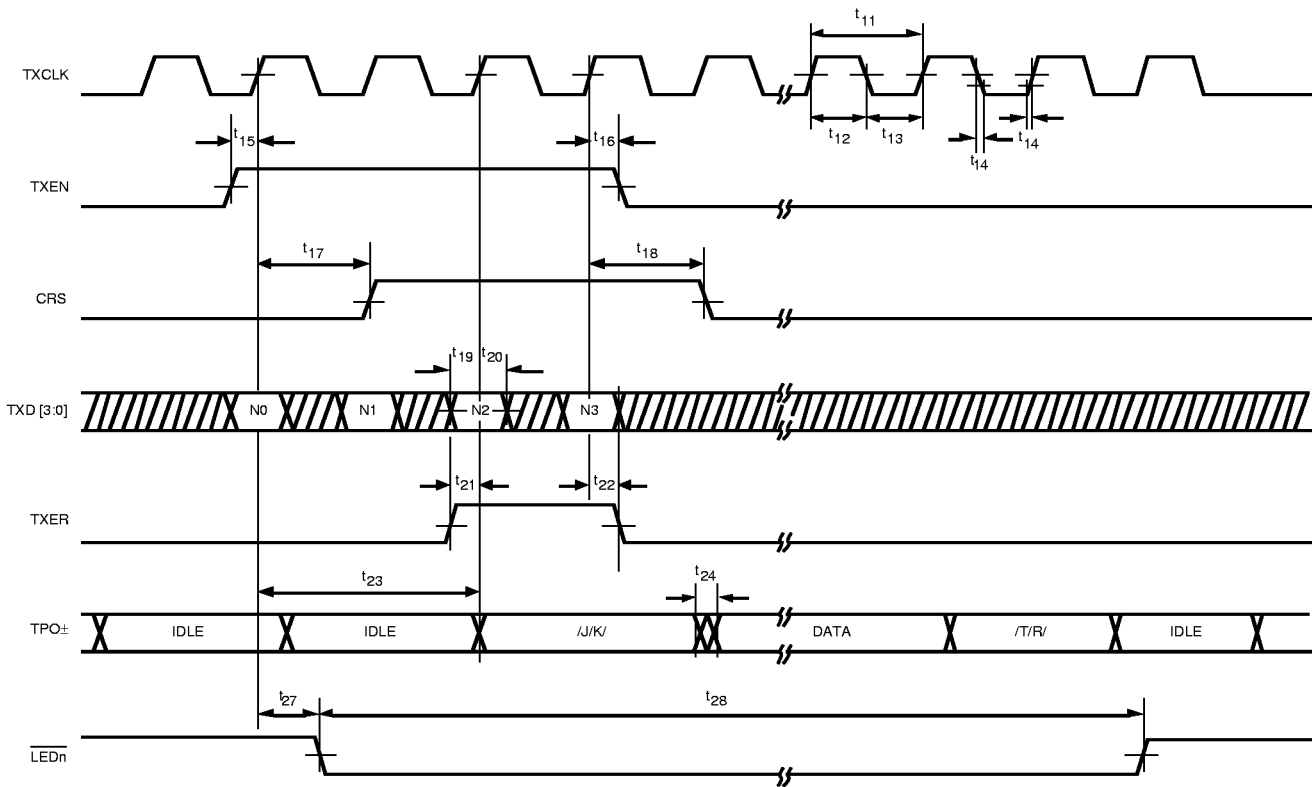 t11
TXCLK
t15 t16 t12 t13 t14 t14
TXEN
t17 t18
CRS
t19 t20
TXD [3:0] N0 N1 N2 N3
t21 t22
TXER
t23 t24
TPO± IDLE IDLE /J/K/ DATA /T/R/ IDLE
t27 t28
LEDn